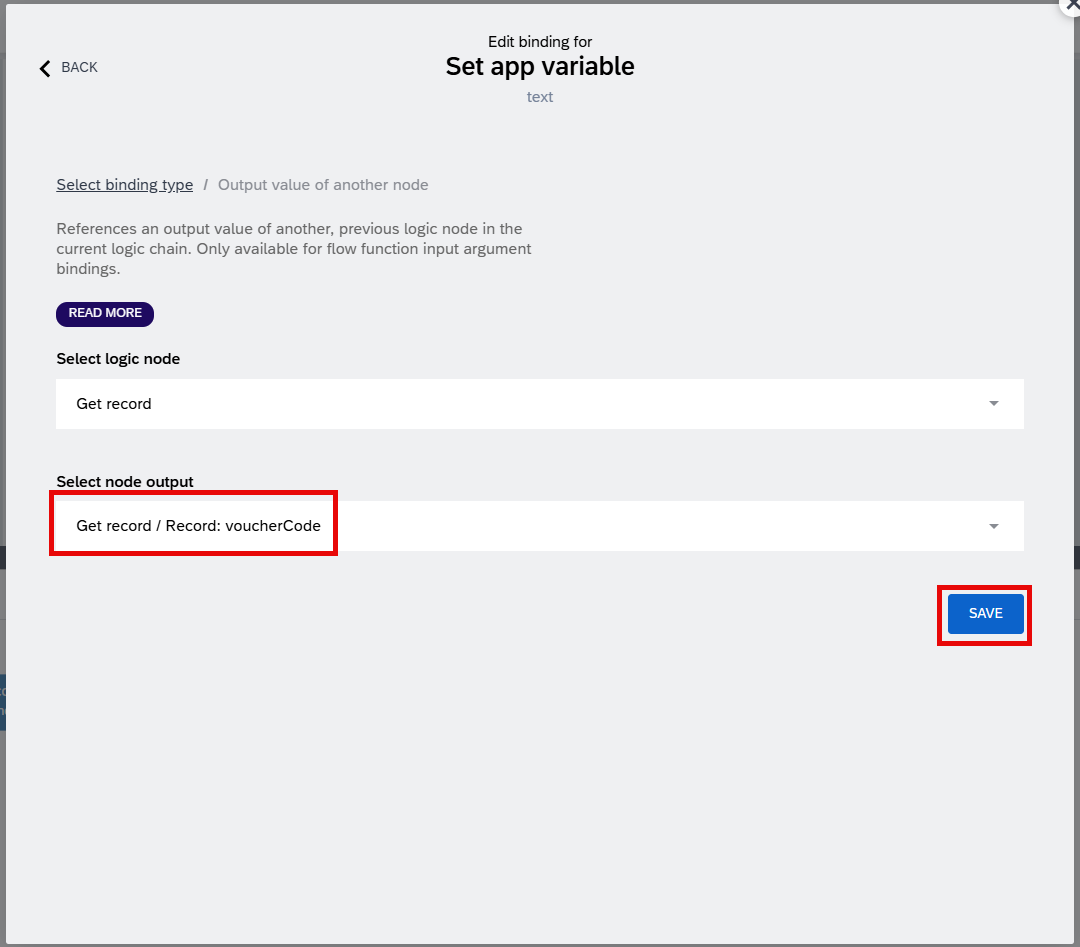 Edit binding for
BACK
Set app variable
text
Select binding type / Output value of another node
References an output value of another, previous logic node in the
current logic chain. Only available for flow function input argument
bindings.
READ MORE
Select logic node
Get record
Select node output
Get record / Record: voucherCode
SAVE